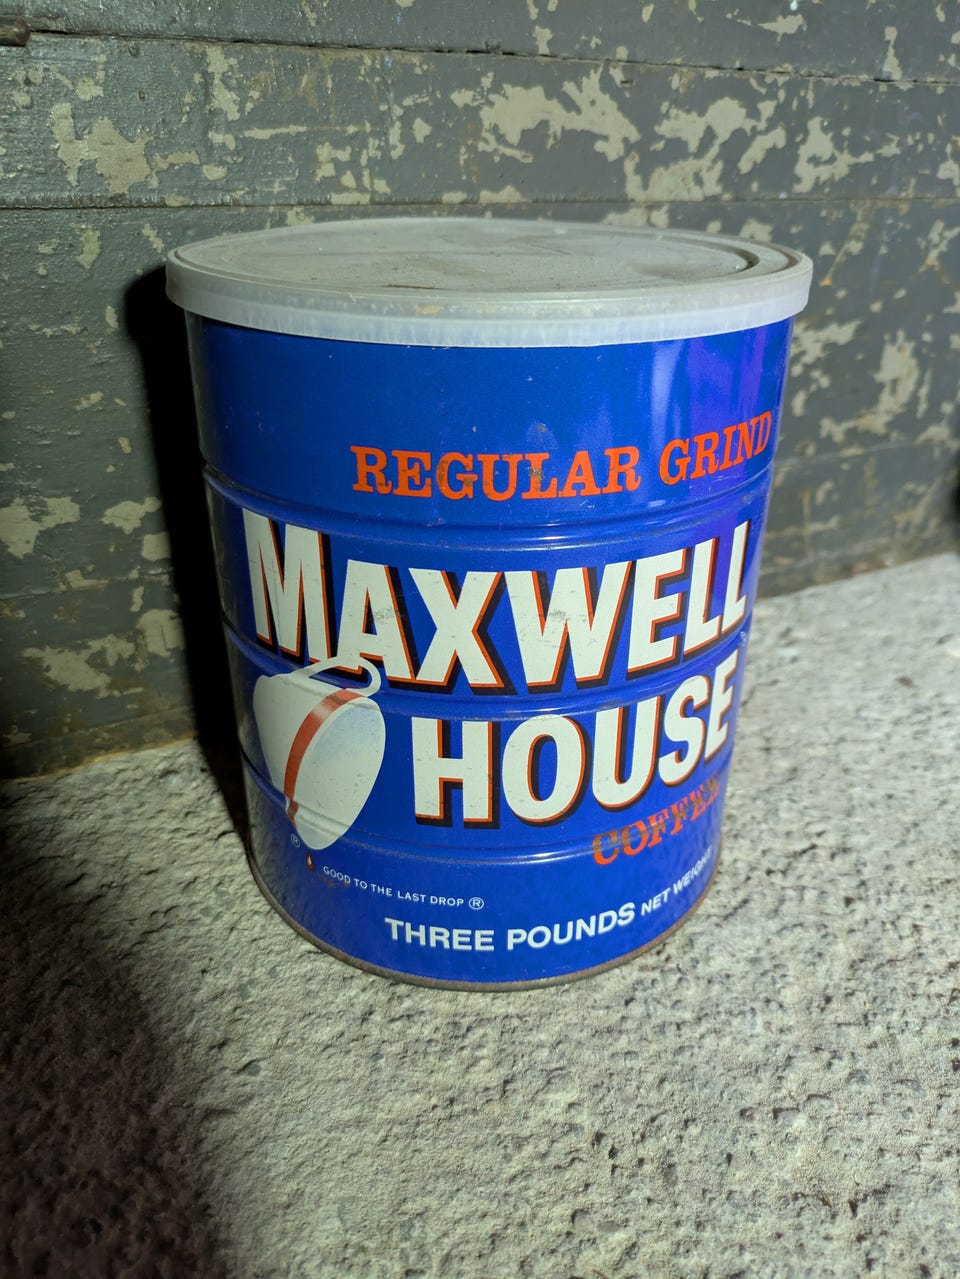 REGULAR GRIND
MAXWELL
HOUSE
COFFEE
®
GOOD TO THE LAST DROP ®
THREE POUNDS NET WEIGHT